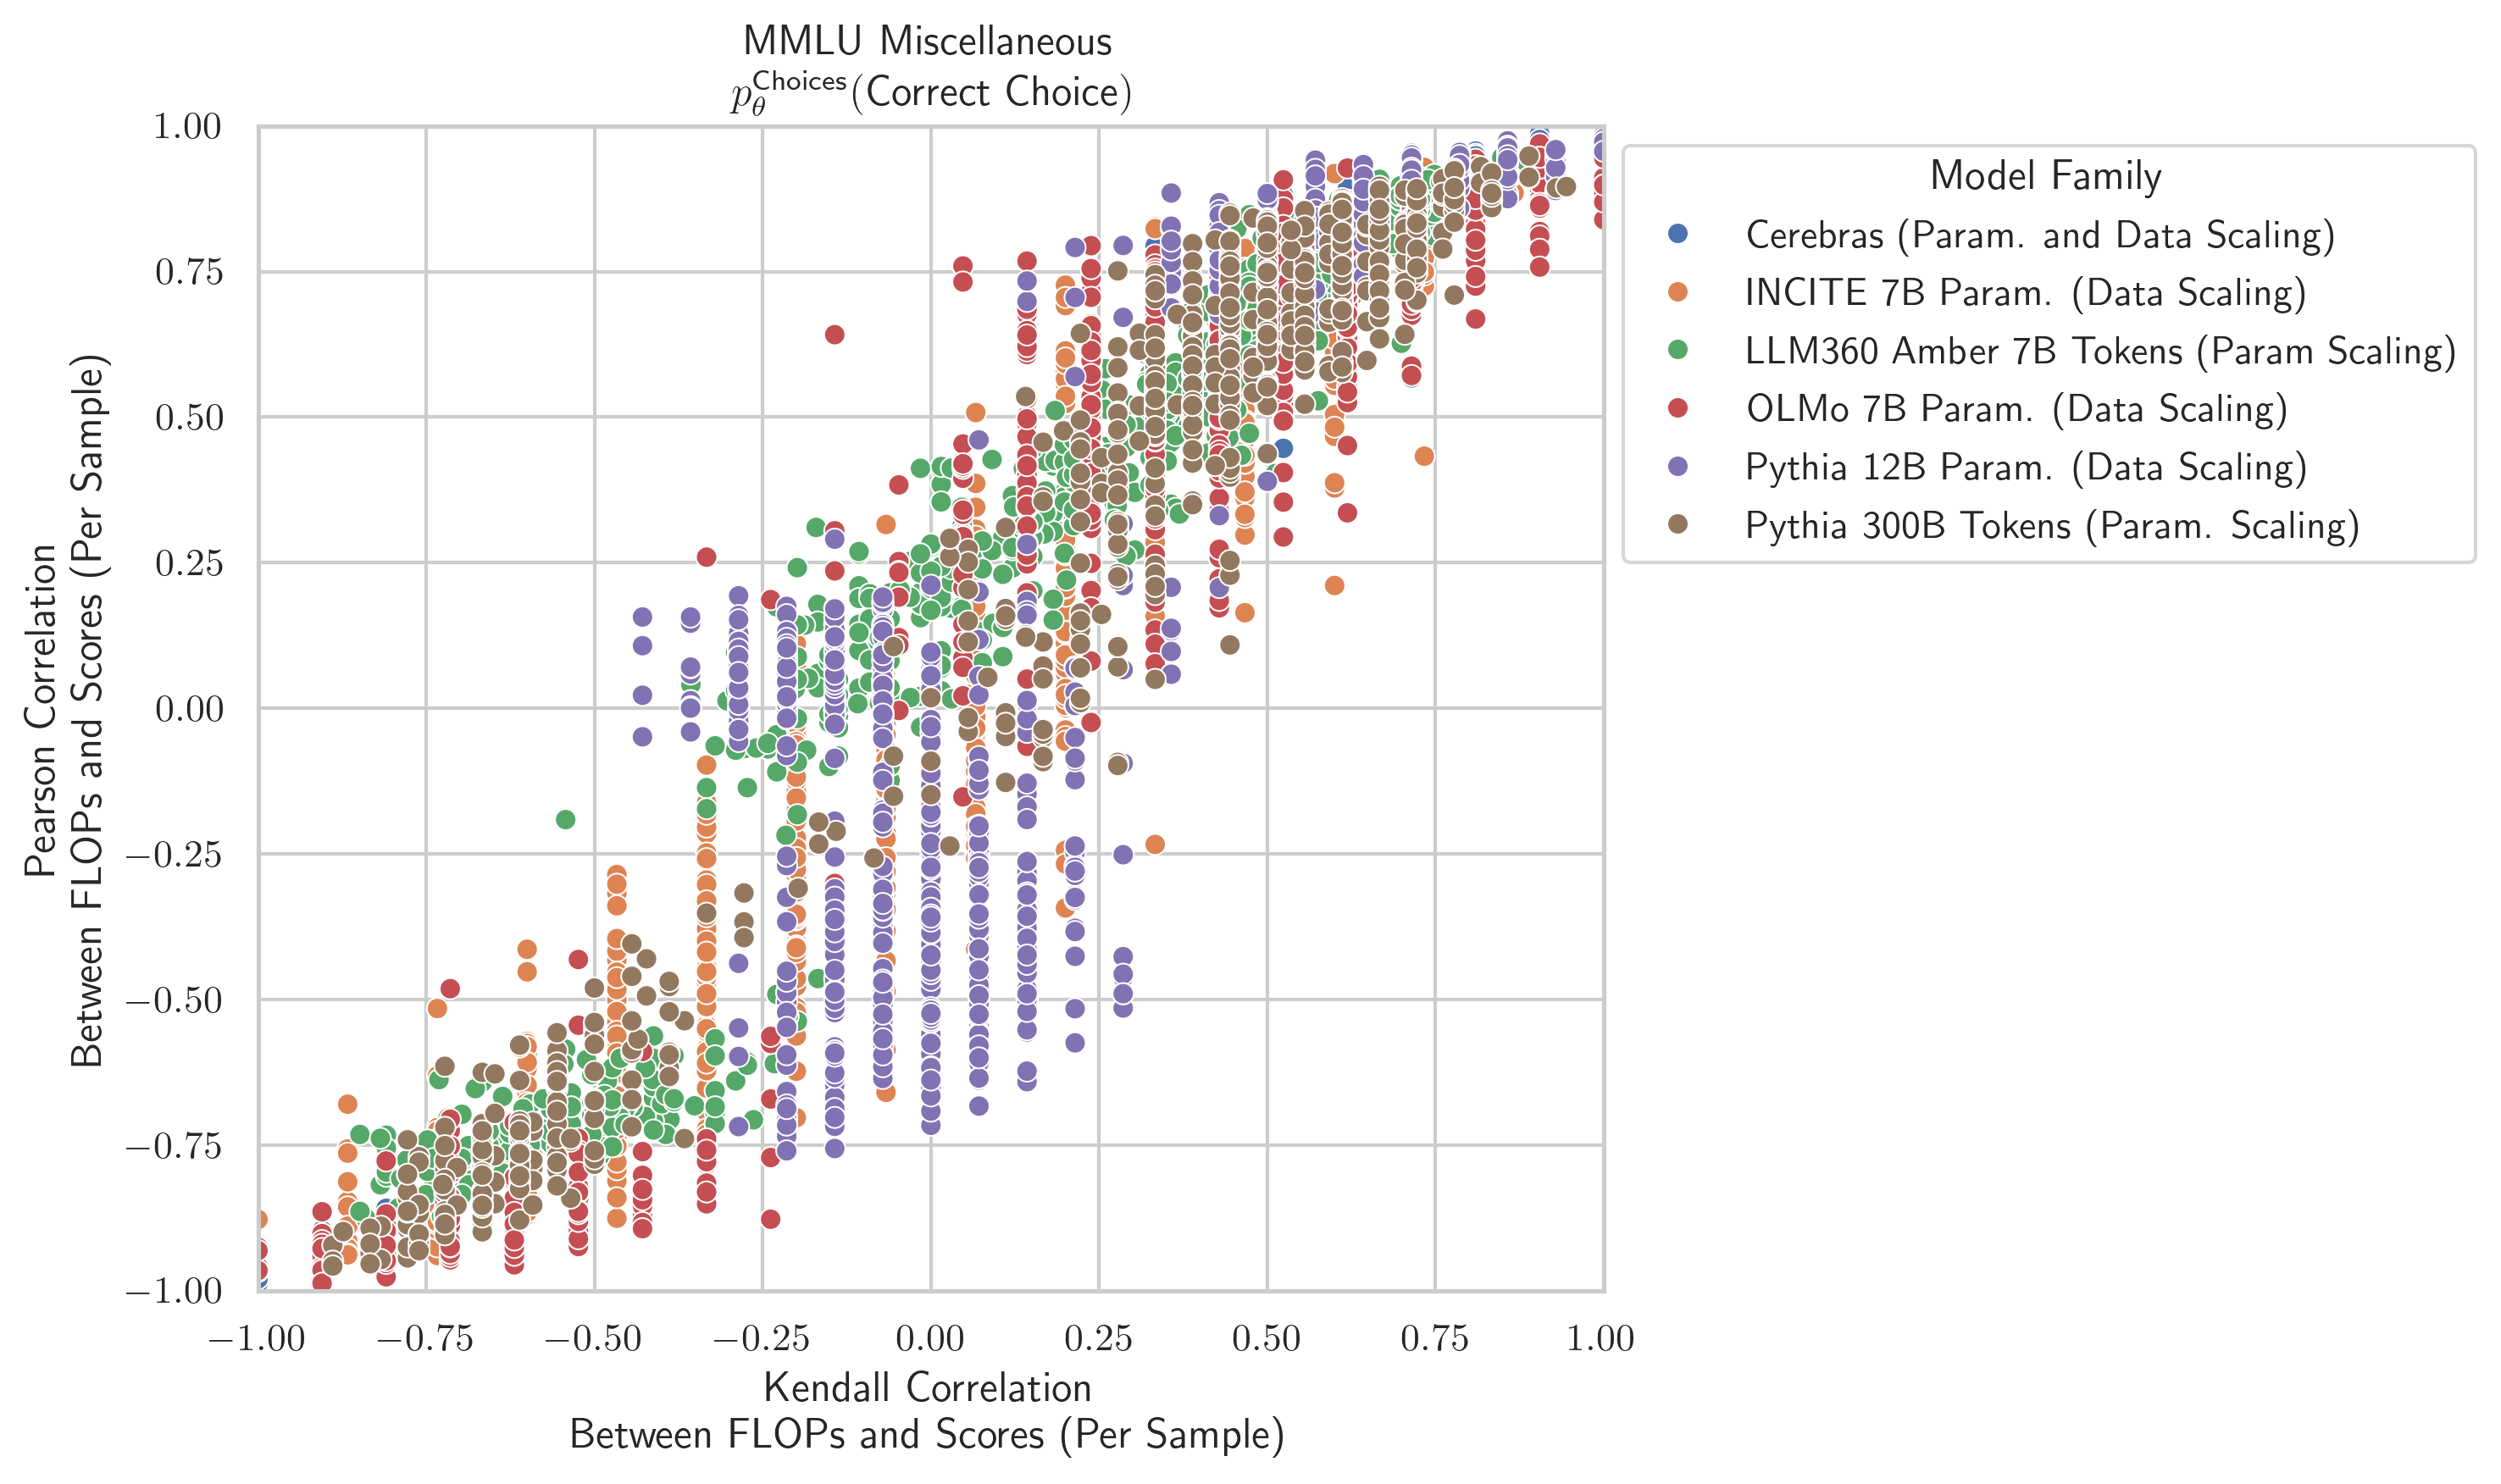 MMLU Miscellaneous
p_θ^Choices(Correct Choice)
1.00
0.75
0.50
0.25
0.00
−0.25
−0.50
−0.75
−1.00
Pearson Correlation
Between FLOPs and Scores (Per Sample)
−1.00 −0.75 −0.50 −0.25 0.00 0.25 0.50 0.75 1.00
Kendall Correlation
Between FLOPs and Scores (Per Sample)
Model Family
Cerebras (Param. and Data Scaling)
INCITE 7B Param. (Data Scaling)
LLM360 Amber 7B Tokens (Param Scaling)
OLMo 7B Param. (Data Scaling)
Pythia 12B Param. (Data Scaling)
Pythia 300B Tokens (Param. Scaling)